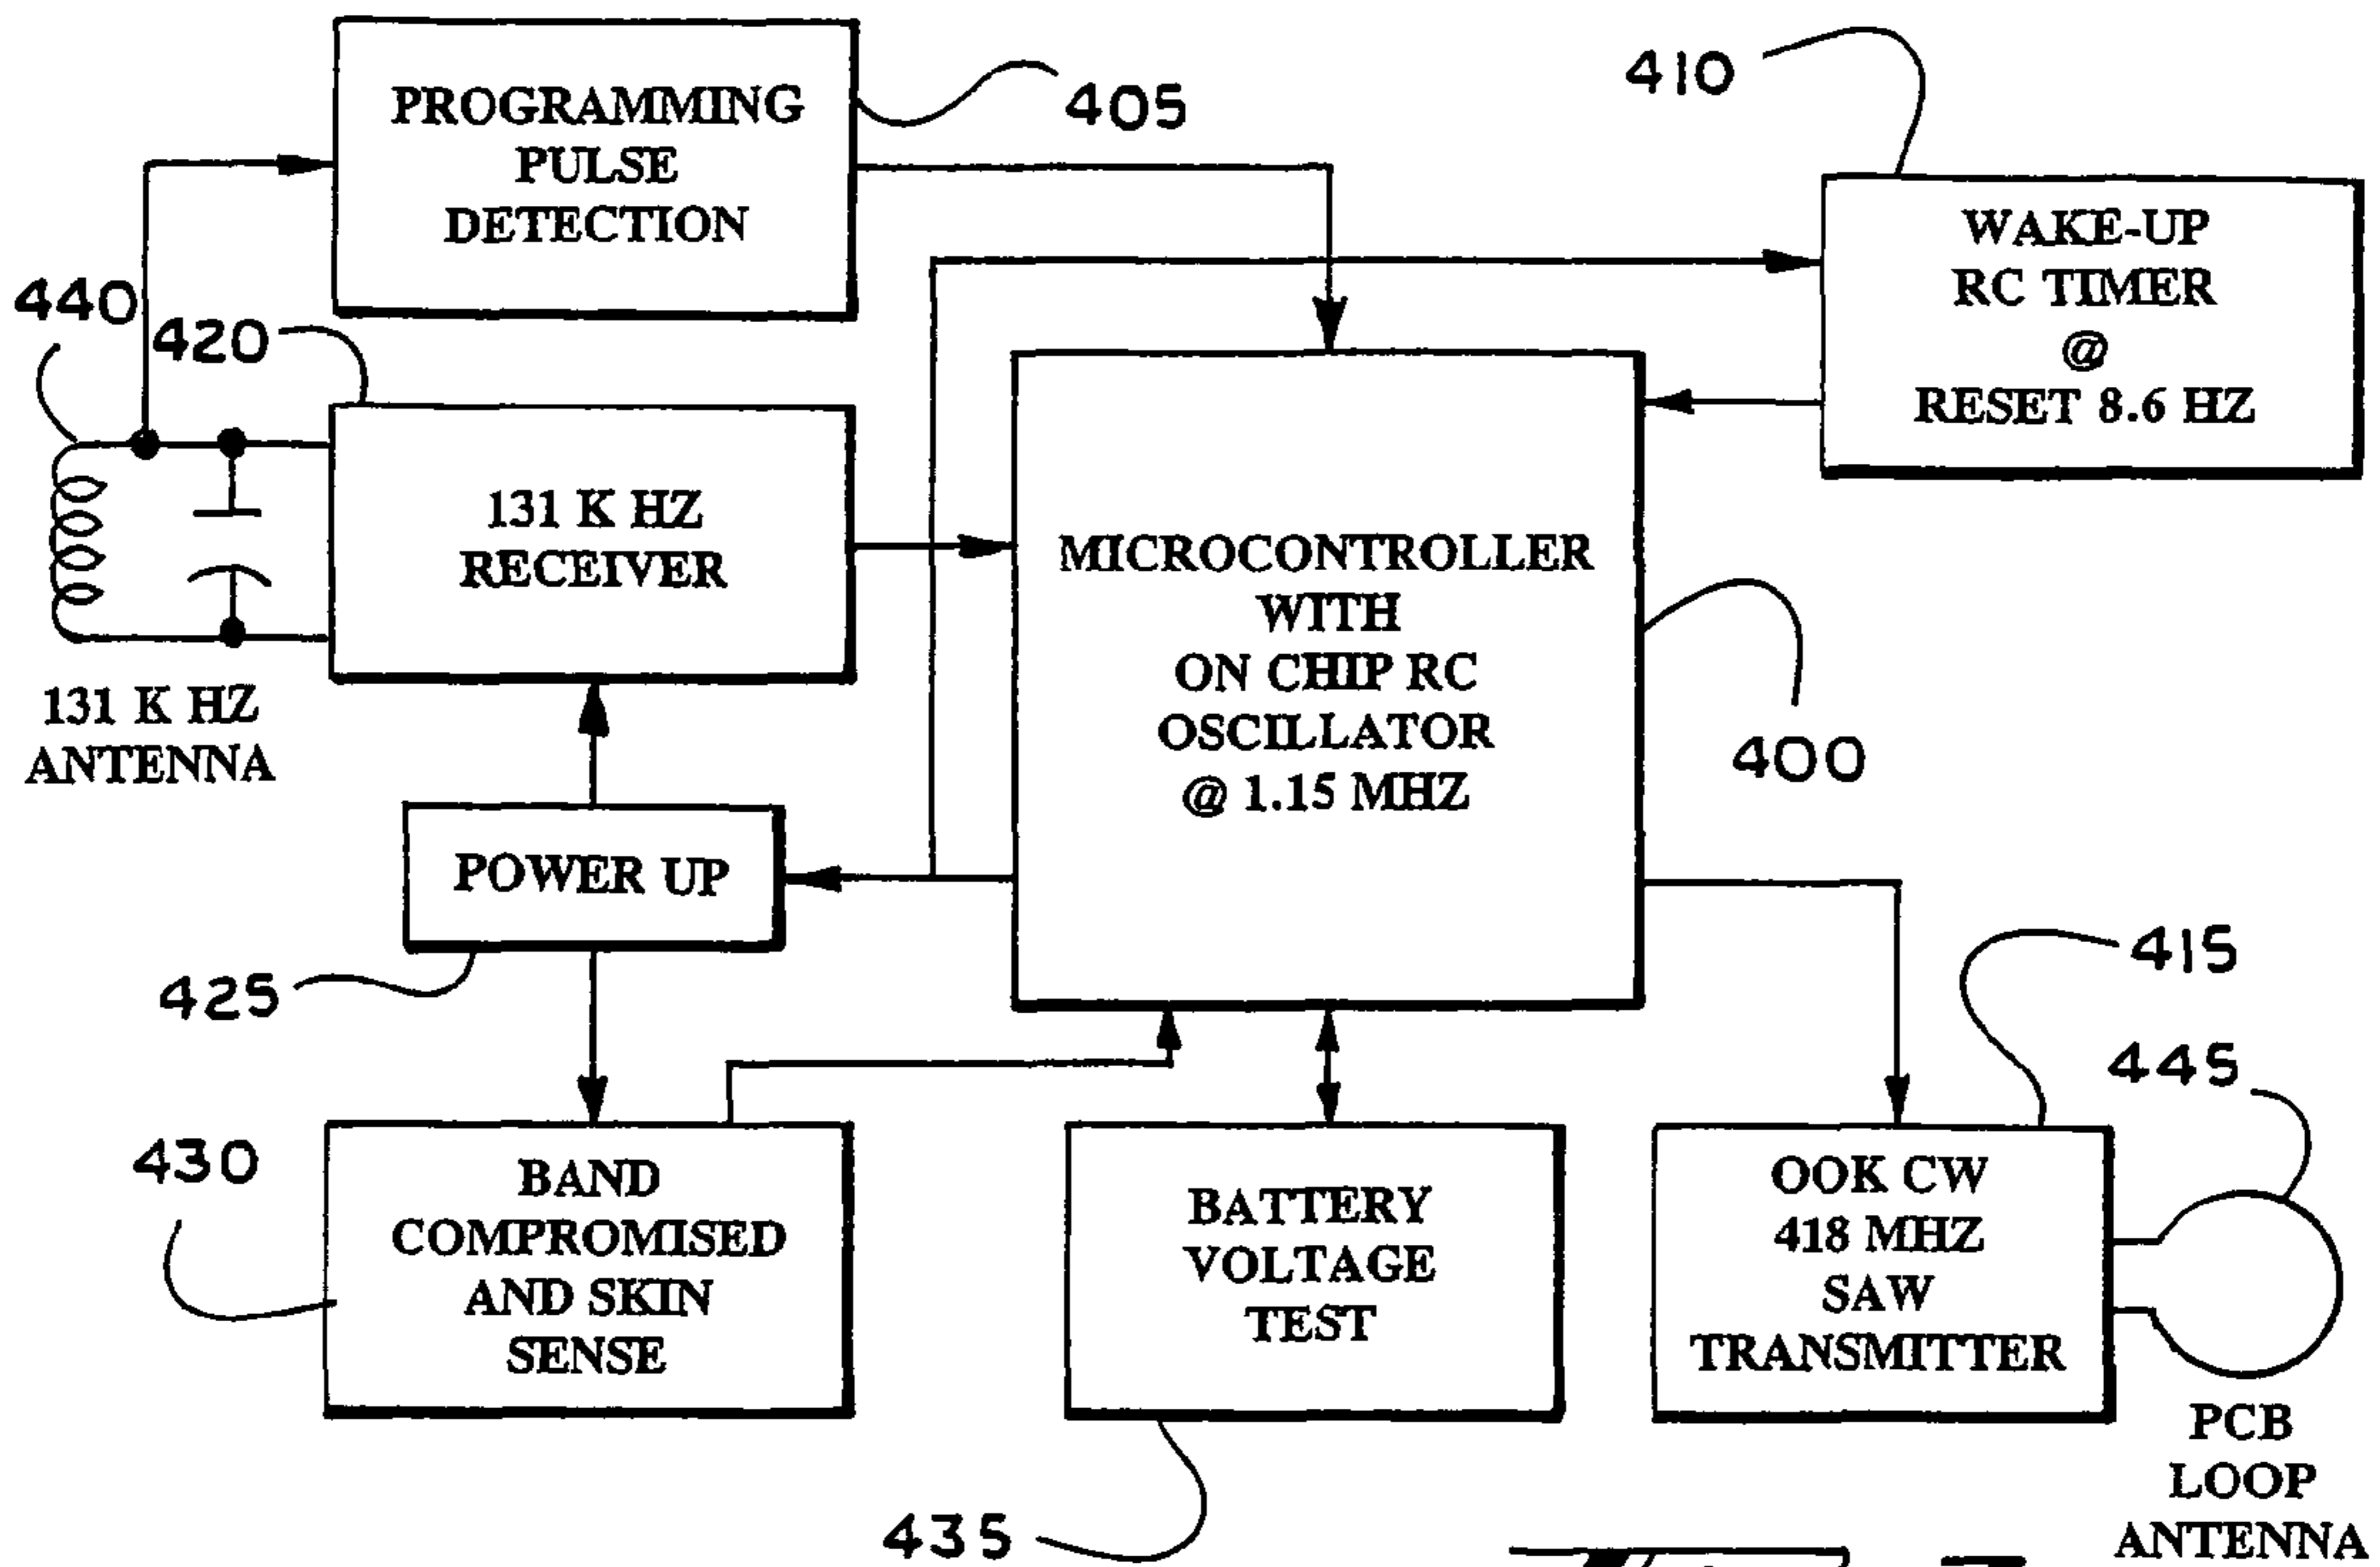 PROGRAMMING
PULSE
DETECTION
405
410
WAKE-UP
RC TIMER
@
RESET 8.6 HZ
440
420
131 K HZ
RECEIVER
131 K HZ
ANTENNA
MICROCONTROLLER
WITH
ON CHIP RC
OSCILLATOR
@ 1.15 MHZ
400
POWER UP
425
415
445
430
BAND
COMPROMISED
AND SKIN
SENSE
BATTERY
VOLTAGE
TEST
435
OOK CW
418 MHZ
SAW
TRANSMITTER
PCB
LOOP
ANTENNA